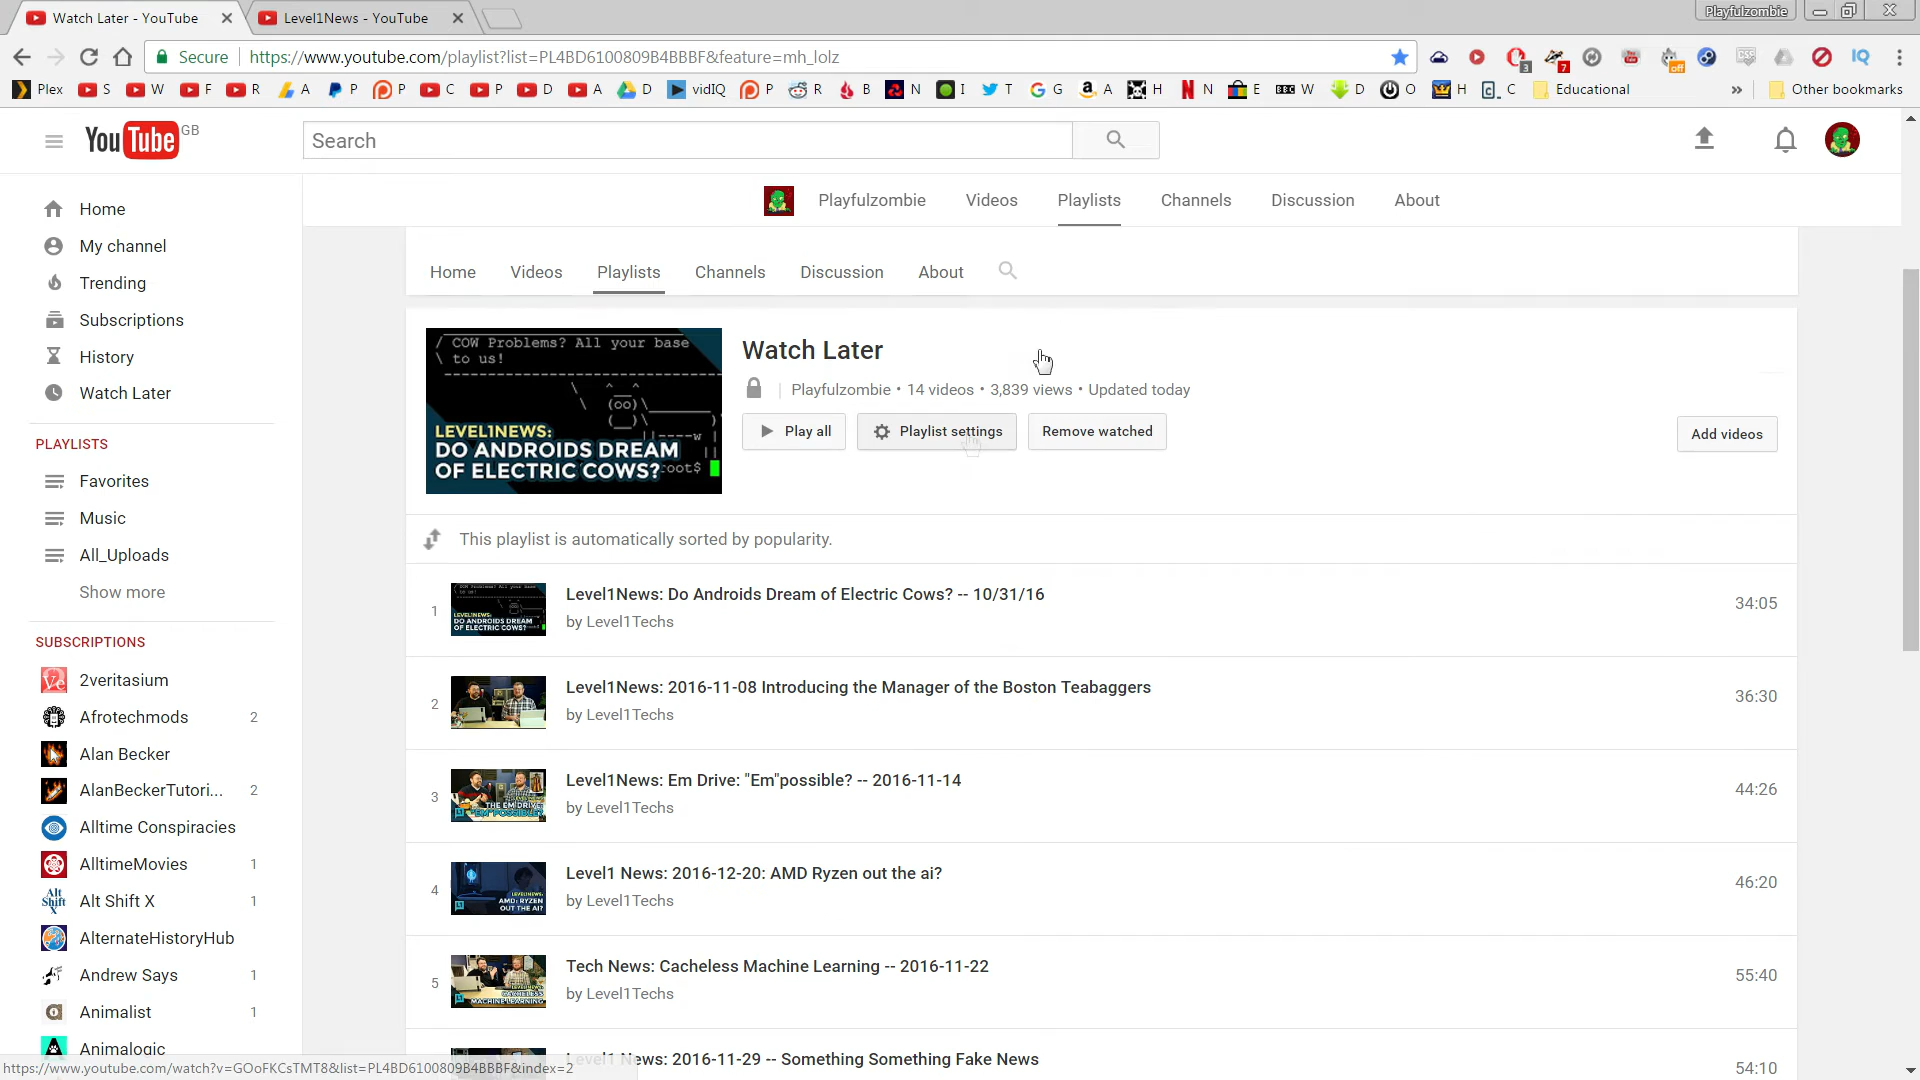 Watch Later - YouTube
Level1News - YouTube
Playfulzombie
Secure
https://www.youtube.com/playlist?list=PL4BD6100809B4BBBF&feature=mh_lolz
3
7
off
IQ
Plex S W F R A P P C P D A D vidIQ P R B N I T G A H N E BBC W D O H C Educational » Other bookmarks
YouTube GB
Search
Playfulzombie Videos Playlists Channels Discussion About
Home Videos Playlists Channels Discussion About
Home
My channel
Trending
Subscriptions
History
Watch Later
PLAYLISTS
Favorites
Music
All_Uploads
Show more
SUBSCRIPTIONS
2veritasium
Afrotechmods 2
Alan Becker
AlanBeckerTutori... 2
Alltime Conspiracies
AlltimeMovies 1
Alt Shift X 1
AlternateHistoryHub
Andrew Says 1
Animalist 1
Animalogic
/ COW Problems? All your base
\ to us!
LEVEL1NEWS:
DO ANDROIDS DREAM
OF ELECTRIC COWS?
root$
Watch Later
Playfulzombie • 14 videos • 3,839 views • Updated today
Play all
Playlist settings
Remove watched
Add videos
This playlist is automatically sorted by popularity.
1
Level1News: Do Androids Dream of Electric Cows? -- 10/31/16
by Level1Techs
34:05
2
Level1News: 2016-11-08 Introducing the Manager of the Boston Teabaggers
by Level1Techs
36:30
3
Level1News: Em Drive: "Em"possible? -- 2016-11-14
by Level1Techs
44:26
4
Level1 News: 2016-12-20: AMD Ryzen out the ai?
by Level1Techs
46:20
5
Tech News: Cacheless Machine Learning -- 2016-11-22
by Level1Techs
55:40
Level1 News: 2016-11-29 -- Something Something Fake News
54:10
https://www.youtube.com/watch?v=GOoFKCsTMT8&list=PL4BD6100809B4BBBF&index=2